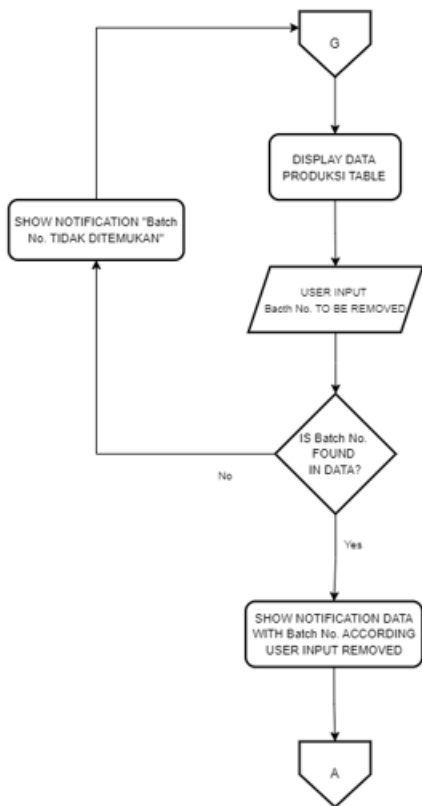 G
DISPLAY DATA
PRODUKSI TABLE
SHOW NOTIFICATION "Batch
No. TIDAK DITEMUKAN"
USER INPUT
Bacth No. TO BE REMOVED
IS Batch No.
FOUND
IN DATA?
No
Yes
SHOW NOTIFICATION DATA
WITH Batch No. ACCORDING
USER INPUT REMOVED
A